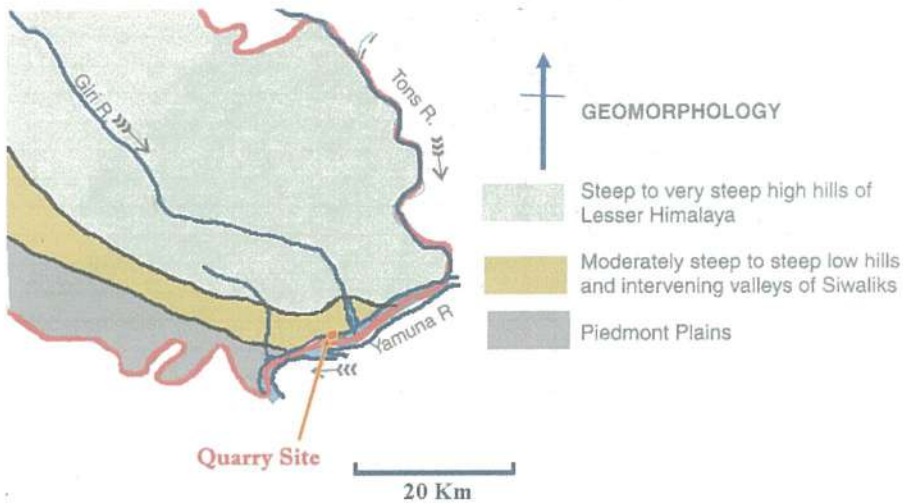 Giri R.
Tons R.
GEOMORPHOLOGY
Steep to very steep high hills of
Lesser Himalaya
Moderately steep to steep low hills
and intervening valleys of Siwaliks
Piedmont Plains
Yamuna R
Quarry Site
20 Km